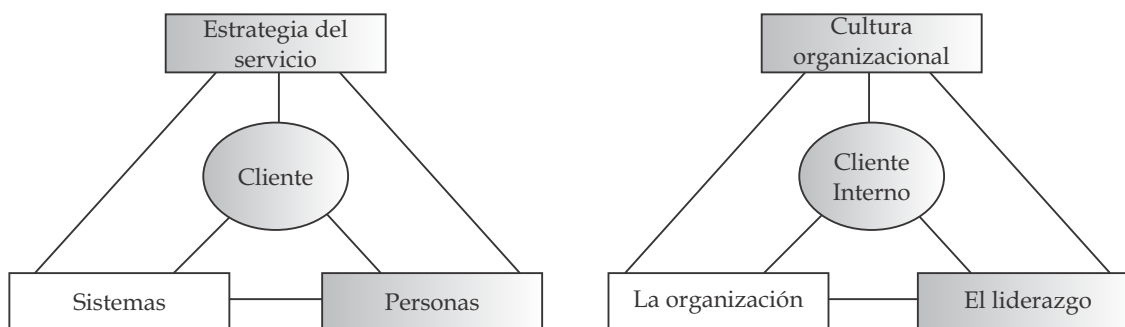 Estrategia del
servicio
Cliente
Sistemas
Personas
Cultura
organizacional
Cliente
Interno
La organización
El liderazgo